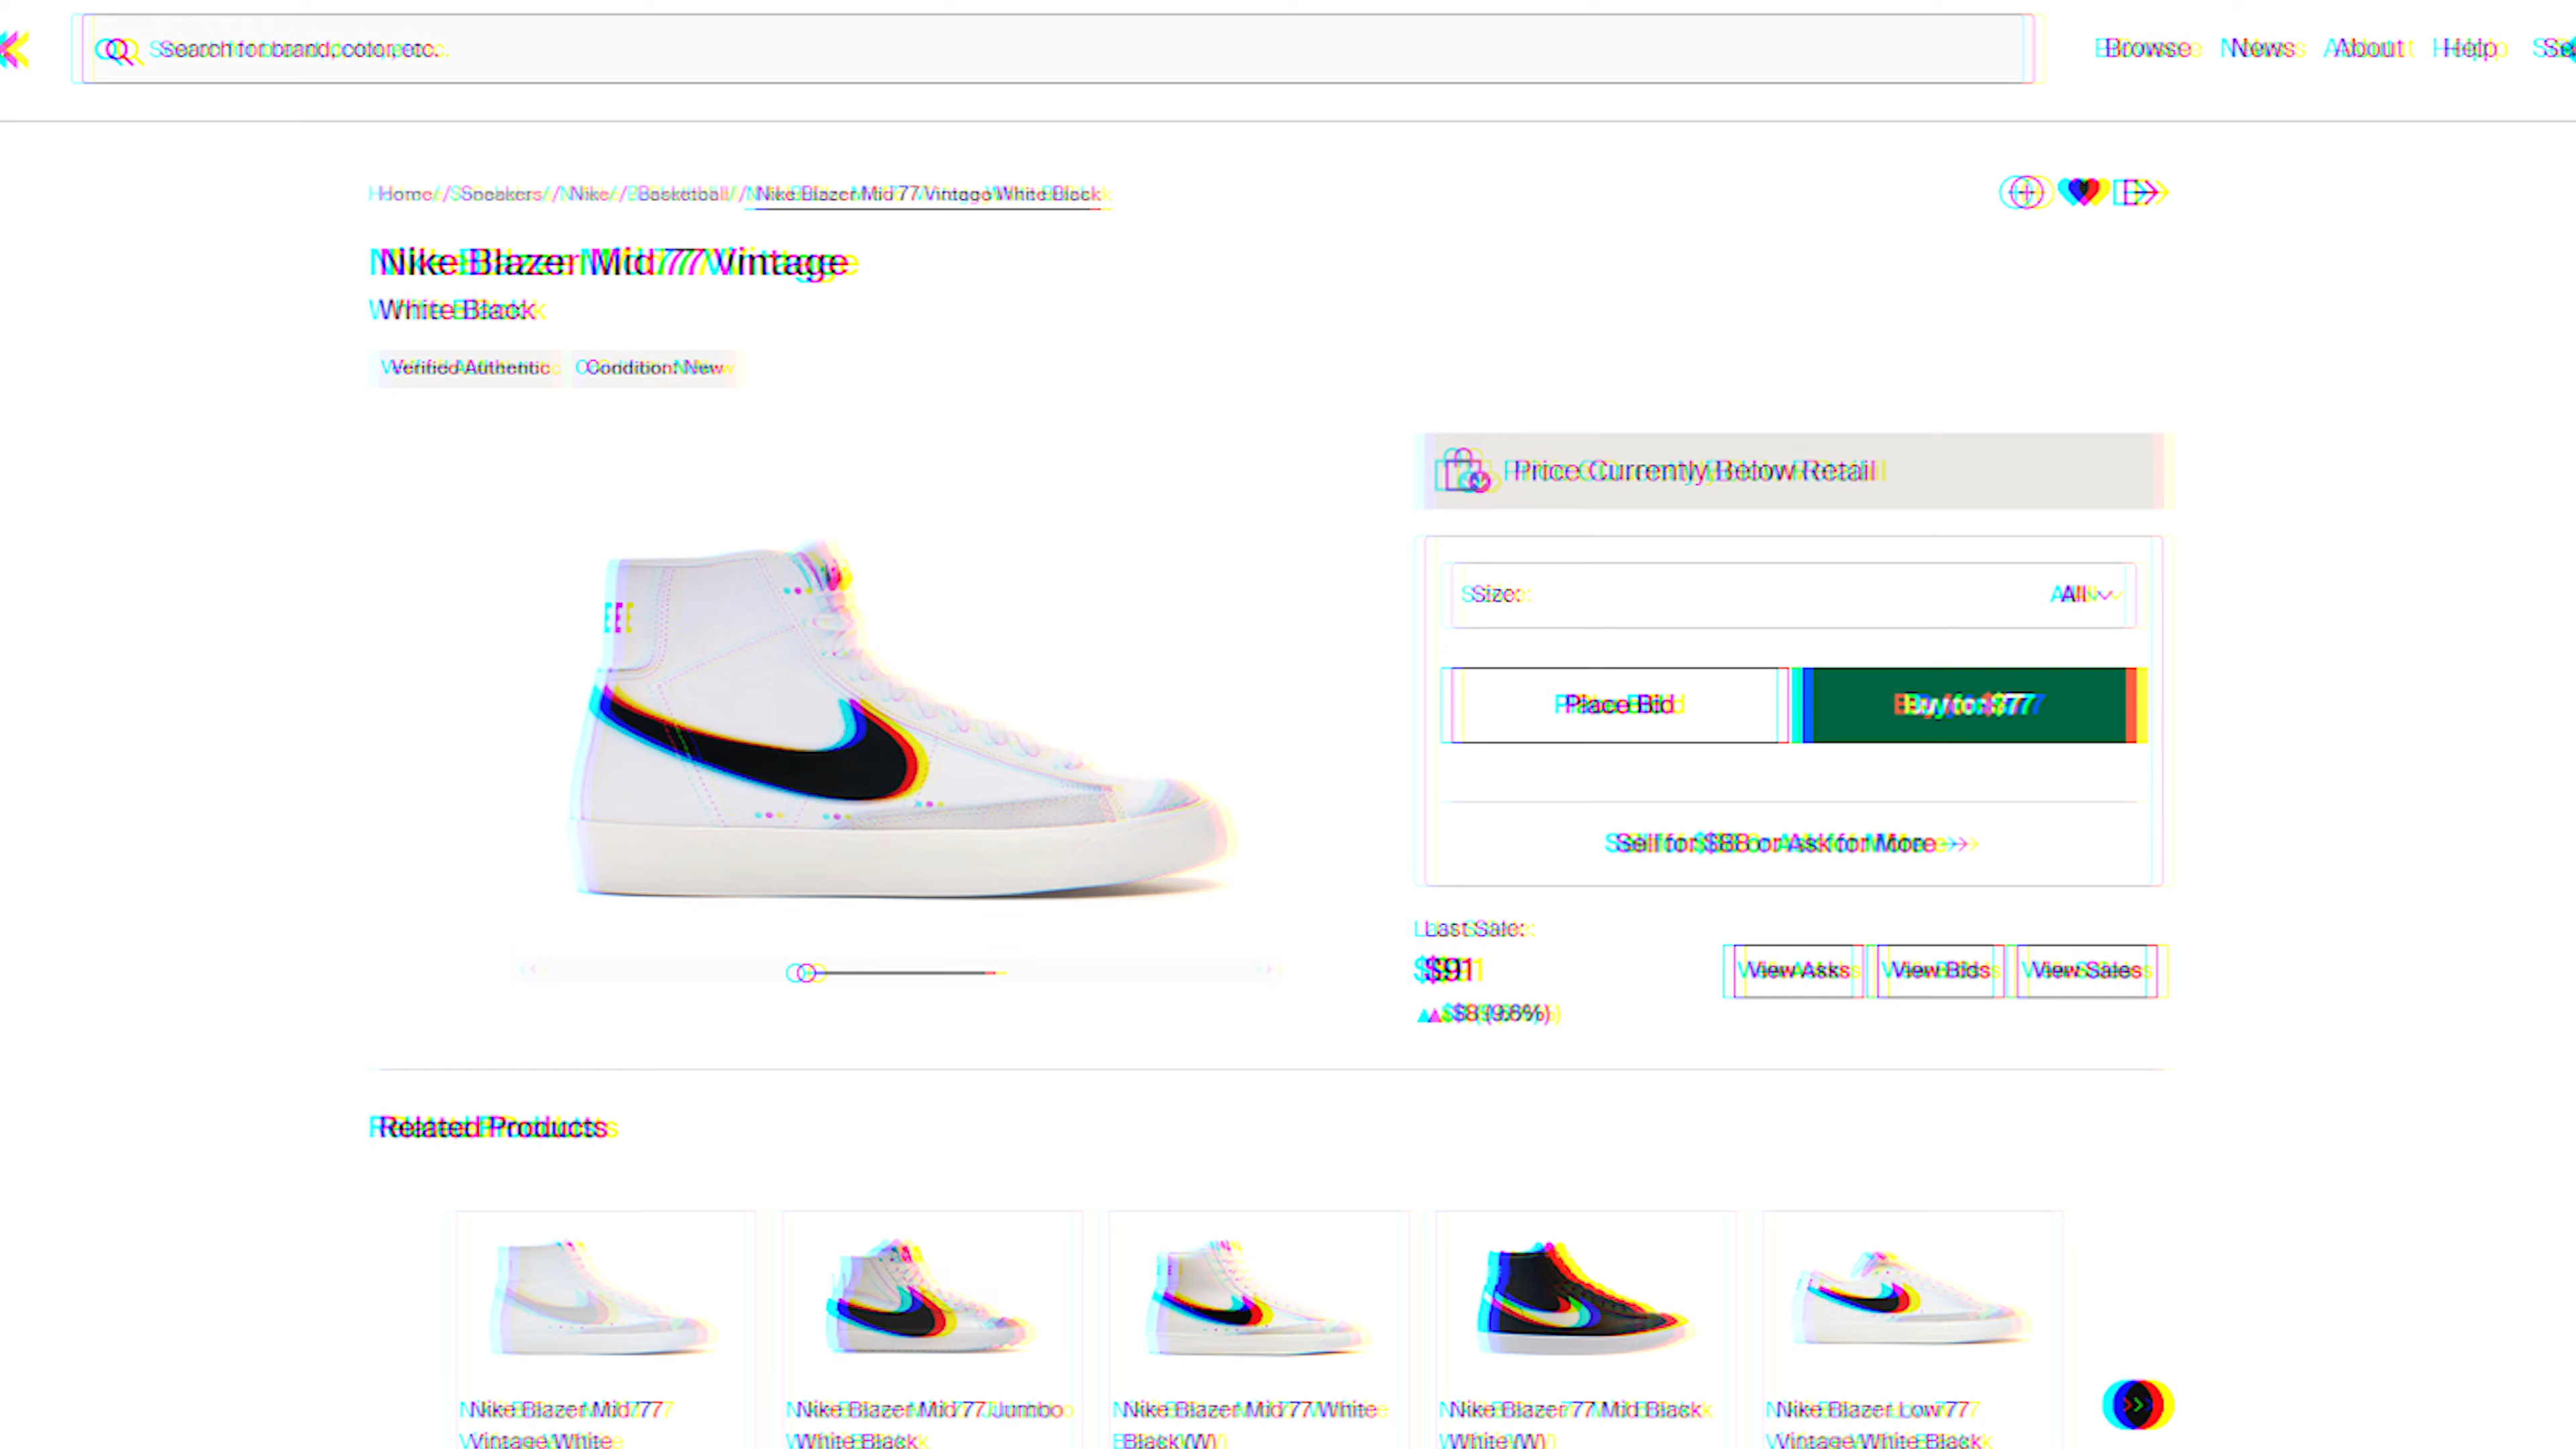 Search for brand, color, etc.
Browse News About Help
Home / Sneakers / Nike / Basketball / Nike Blazer Mid 77 Vintage White Black
Nike Blazer Mid 77 Vintage
White Black
Verified Authentic Condition: New
Price Currently Below Retail
Size: All
Place Bid Buy for $77
Sell for or Ask for More
Last Sale:
$91
$8 (9.6%)
View Asks View Bids View Sales
Related Products
Nike Blazer Mid '77
Vintage White
Nike Blazer Mid 77 Jumbo
White Black
Nike Blazer Mid 77 White
Black (W)
Nike Blazer 77 Mid Black
White (W)
Nike Blazer Low 77
Vintage White Black